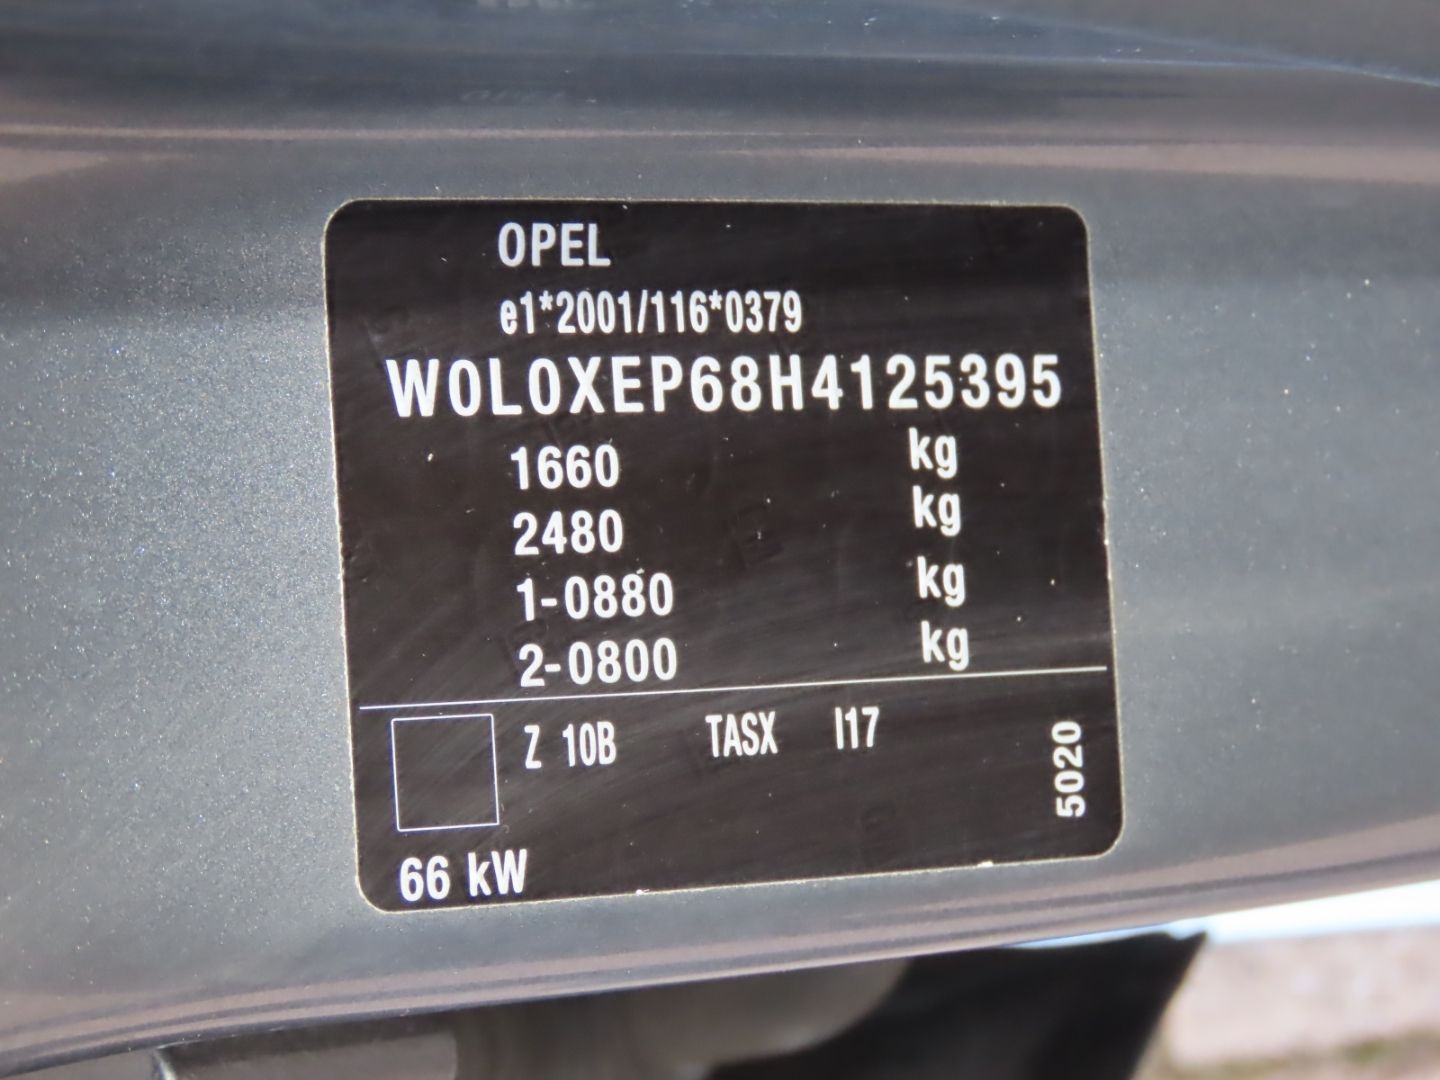 OPEL
e1*2001/116*0379
W0L0XEP68H4125395
1660 kg
2480 kg
1-0880 kg
2-0800 kg
Z 10B TASX I17
5020
66 kW